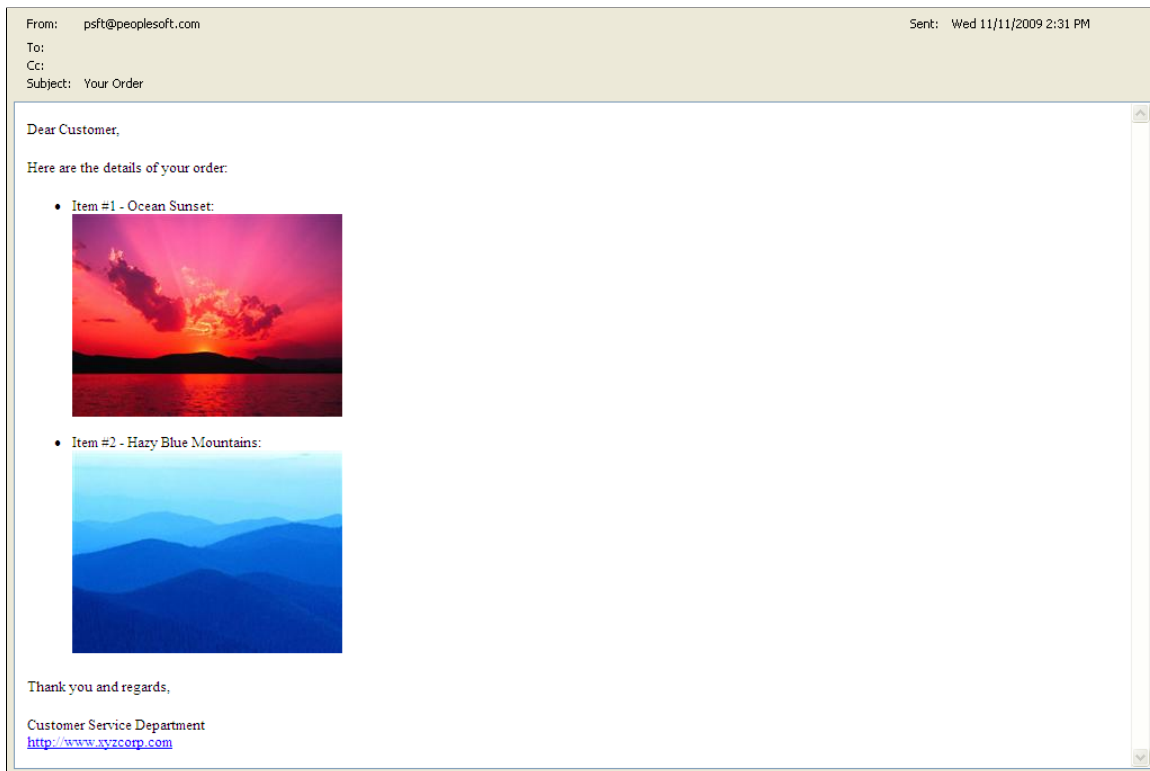 From: psft@peoplesoft.com Sent: Wed 11/11/2009 2:31 PM
To:
Cc:
Subject: Your Order
Dear Customer,
Here are the details of your order:
• Item #1 - Ocean Sunset:
• Item #2 - Hazy Blue Mountains:
Thank you and regards,
Customer Service Department
http://www.xyzcorp.com